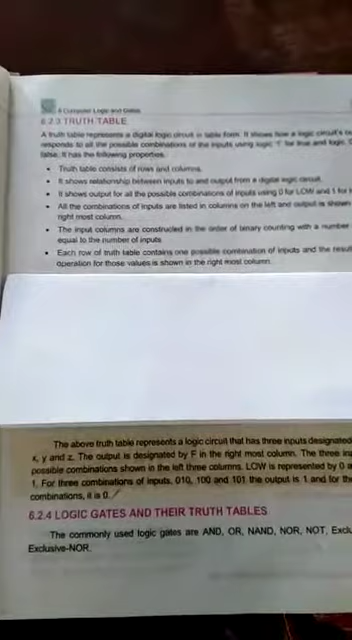 6 Computer Logic and Gates
6.2.3 TRUTH TABLE
A truth table represents a digital logic circuit in table form. It shows how a logic circuit's
responds to all the possible combinations of the inputs using logic '1' for true and logic
false. It has the following properties.
• Truth table consists of rows and columns.
• It shows relationship between inputs to and output from a digital logic circuit.
• It shows output for all the possible combinations of inputs using 0 for LOW and 1 for
• All the combinations of inputs are listed in columns on the left and output is shown
right most column.
• The input columns are constructed in the order of binary counting with a number
equal to the number of inputs
• Each row of truth table contains one possible combination of inputs and the result
operation for those values is shown in the right most column.
The above truth table represents a logic circuit that has three inputs designated
x, y and z. The output is designated by F in the right most column. The three
possible combinations shown in the left three columns. LOW is represented by 0
1. For three combinations of inputs, 010, 100 and 101 the output is 1 and for the
combinations, it is 0.
6.2.4 LOGIC GATES AND THEIR TRUTH TABLES
The commonly used logic gates are AND, OR, NAND, NOR, NOT,
Exclusive-NOR.